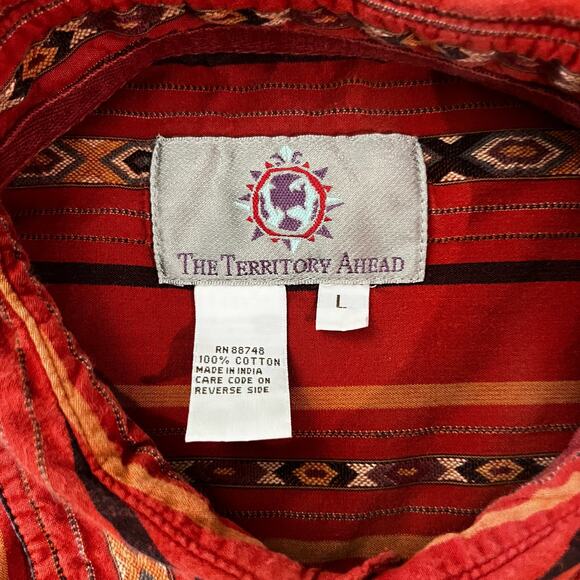 THE TERRITORY AHEAD
L
RN 88748
100% COTTON
MADE IN INDIA
CARE CODE ON
REVERSE SIDE